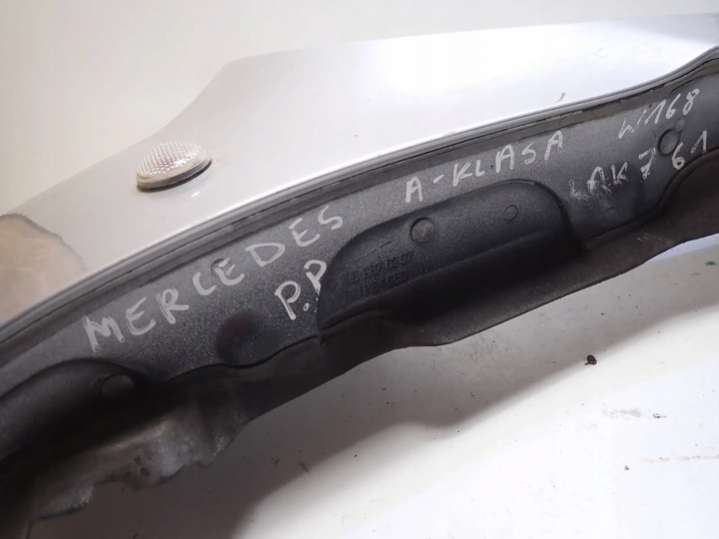 MERCEDES A-KLASA W168
P.P LAK 761